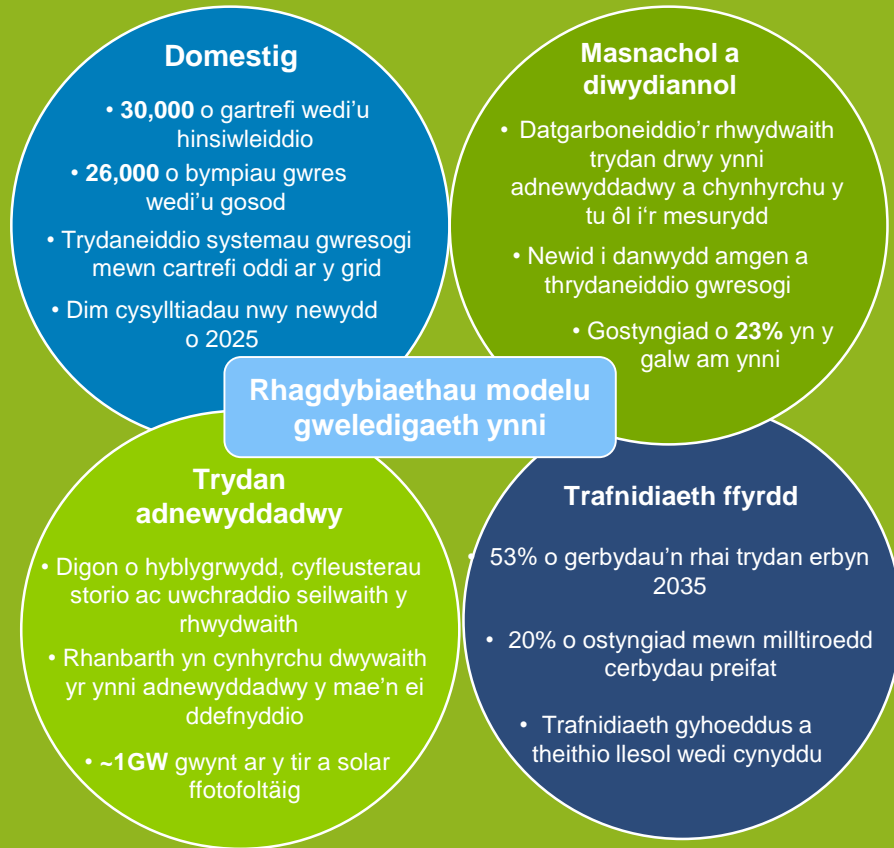 Domestig
• 30,000 o gartrefi wedi'u
hinsiwleiddio
• 26,000 o bympiau gwres
wedi'u gosod
• Trydaneiddio systemau gwresogi
mewn cartrefi oddi ar y grid
• Dim cysylltiadau nwy newydd
o 2025
Masnachol a
diwydiannol
• Datgarboneiddio'r rhwydwaith
trydan drwy ynni
adnewyddadwy a chynhyrchu y
tu ôl i'r mesurydd
• Newid i danwydd amgen a
thrydaneiddio gwresogi
• Gostyngiad o 23% yn y
galw am ynni
Rhagdybiaethau modelu
gweledigaeth ynni
Trydan
adnewyddadwy
• Digon o hyblygrwydd, cyfleusterau
storio ac uwchraddio seilwaith y
rhwydwaith
• Rhanbarth yn cynhyrchu dwywaith
yr ynni adnewyddadwy y mae'n ei
ddefnyddio
• ~1GW gwynt ar y tir a solar
ffotofoltäig
Trafnidiaeth ffyrdd
• 53% o gerbydau'n rhai trydan erbyn
2035
• 20% o ostyngiad mewn milltiroedd
cerbydau preifat
• Trafnidiaeth gyhoeddus a
theithio llesol wedi cynyddu